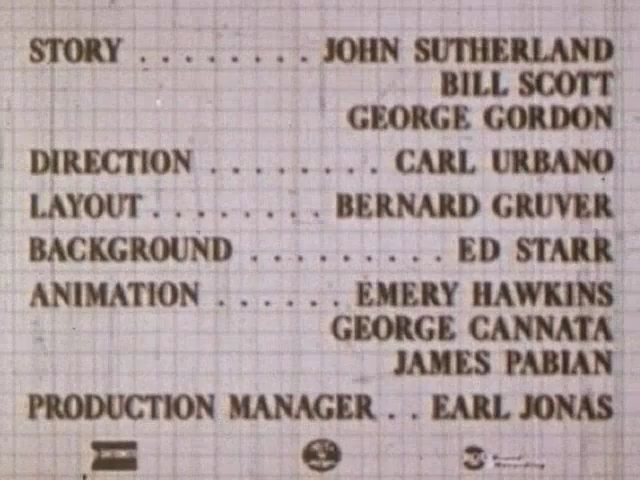 STORY . . . . . . . . JOHN SUTHERLAND
BILL SCOTT
GEORGE GORDON
DIRECTION . . . . . . . . CARL URBANO
LAYOUT . . . . . . . . BERNARD GRUVER
BACKGROUND . . . . . . . . . ED STARR
ANIMATION . . . . . . EMERY HAWKINS
GEORGE CANNATA
JAMES PABIAN
PRODUCTION MANAGER . . EARL JONAS
RCA